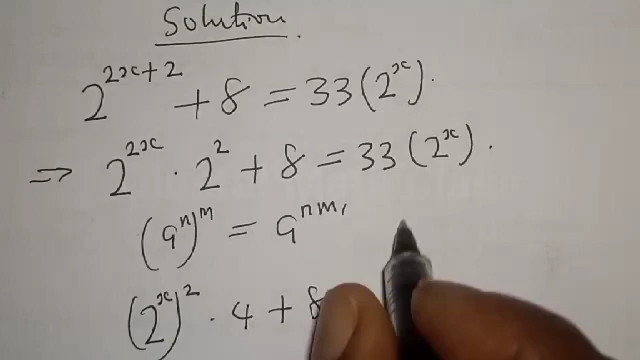 Solution.
2^{2x+2} + 8 = 33(2^x).
⇒ 2^{2x} · 2^2 + 8 = 33(2^x).
(a^n)^m = a^{nm},
(2^x)^2 · 4 + 8